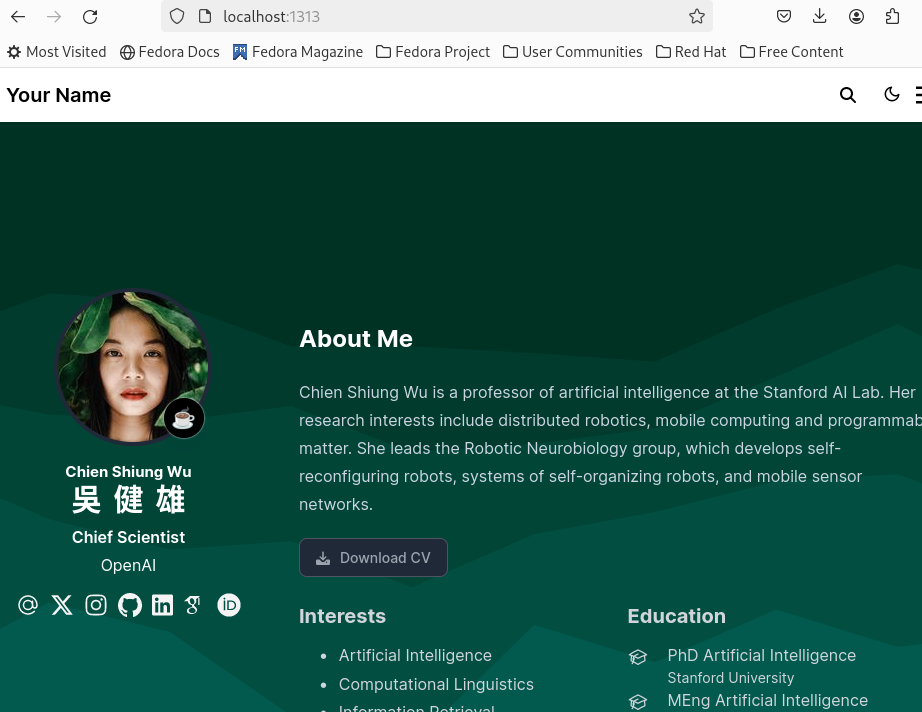 localhost:1313
Most Visited Fedora Docs Fedora Magazine Fedora Project User Communities Red Hat Free Content
Your Name
About Me
Chien Shiung Wu is a professor of artificial intelligence at the Stanford AI Lab. Her
research interests include distributed robotics, mobile computing and programmab
matter. She leads the Robotic Neurobiology group, which develops self-
reconfiguring robots, systems of self-organizing robots, and mobile sensor
networks.
Download CV
Chien Shiung Wu
吳健雄
Chief Scientist
OpenAI
Interests
Artificial Intelligence
Computational Linguistics
Information Retrieval
Education
PhD Artificial Intelligence
Stanford University
MEng Artificial Intelligence